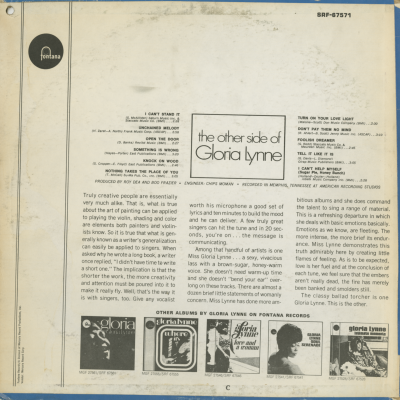 BRF-67571
fontana
I CAN'T STAND IT
UNCHAINED MELODY
OPEN THE DOOR
SOMETHING IS WRONG
KNOCK ON WOOD
NOTHING TAKES THE PLACE OF YOU
the other side of
Gloria Lynne
TURN ON YOUR LOVE LIGHT
DON'T PAY THEM NO MIND
FOOLISH DREAMER
TELL IT LIKE IT IS
I CAN'T HELP MYSELF
(Sugar Pie, Honey Bunch)
PRODUCED BY ROY DEA AND BOO FRAZIER • ENGINEER: CHIPS MOMAN • RECORDED IN MEMPHIS, TENNESSEE AT AMERICAN RECORDING STUDIOS
Truly creative people are essentially
very much alike. That is, what is true
about the art of painting can be applied
to playing the violin, shading and color
are elements both painters and violin-
ists know. So it is true that what is gen-
erally known as a writer's generalization
can easily be applied to singers. When
asked why he wrote a long book, a writer
once replied, "I didn't have time to write
a short one." The implication is that the
shorter the work, the more creativity
and attention must be poured into it to
make it really fly. Well, that's the way it
is with singers, too. Give any vocalist
worth his microphone a good set of
lyrics and ten minutes to build the mood
and he can deliver. A few truly great
singers can hit the tune and in 20 sec-
onds, you're on . . . the message is
communicating.
Among that handful of artists is one
Miss Gloria Lynne . . . a sexy, vivacious
miss with a brown-sugar, honey-warm
voice. She doesn't need warm-up time
and she doesn't "bend your ear" over-
long on these tracks. There are almost a
dozen brief little statements of womanly
concern. Miss Lynne has done more am-
bitious albums and she does command
the talent to sing a range of material.
This is a refreshing departure in which
she deals with basic emotions basically.
Emotions as we know, are fleeting. The
more intense, the more brief its endur-
ance. Miss Lynne demonstrates this
truth admirably here by creating little
flames of feeling. As is to be expected,
love is her fuel and at the conclusion of
each tune, we feel sure that the embers
aren't really dead, the fire has merely
been banked and smolders still.
The classy ballad torcher is one
Gloria Lynne. This is the other.
OTHER ALBUMS BY GLORIA LYNNE ON FONTANA RECORDS
gloria
gloria lynne
gloria lynne
love and a woman
GLORIA LYNNE
SOUL SERENADE
gloria lynne
C